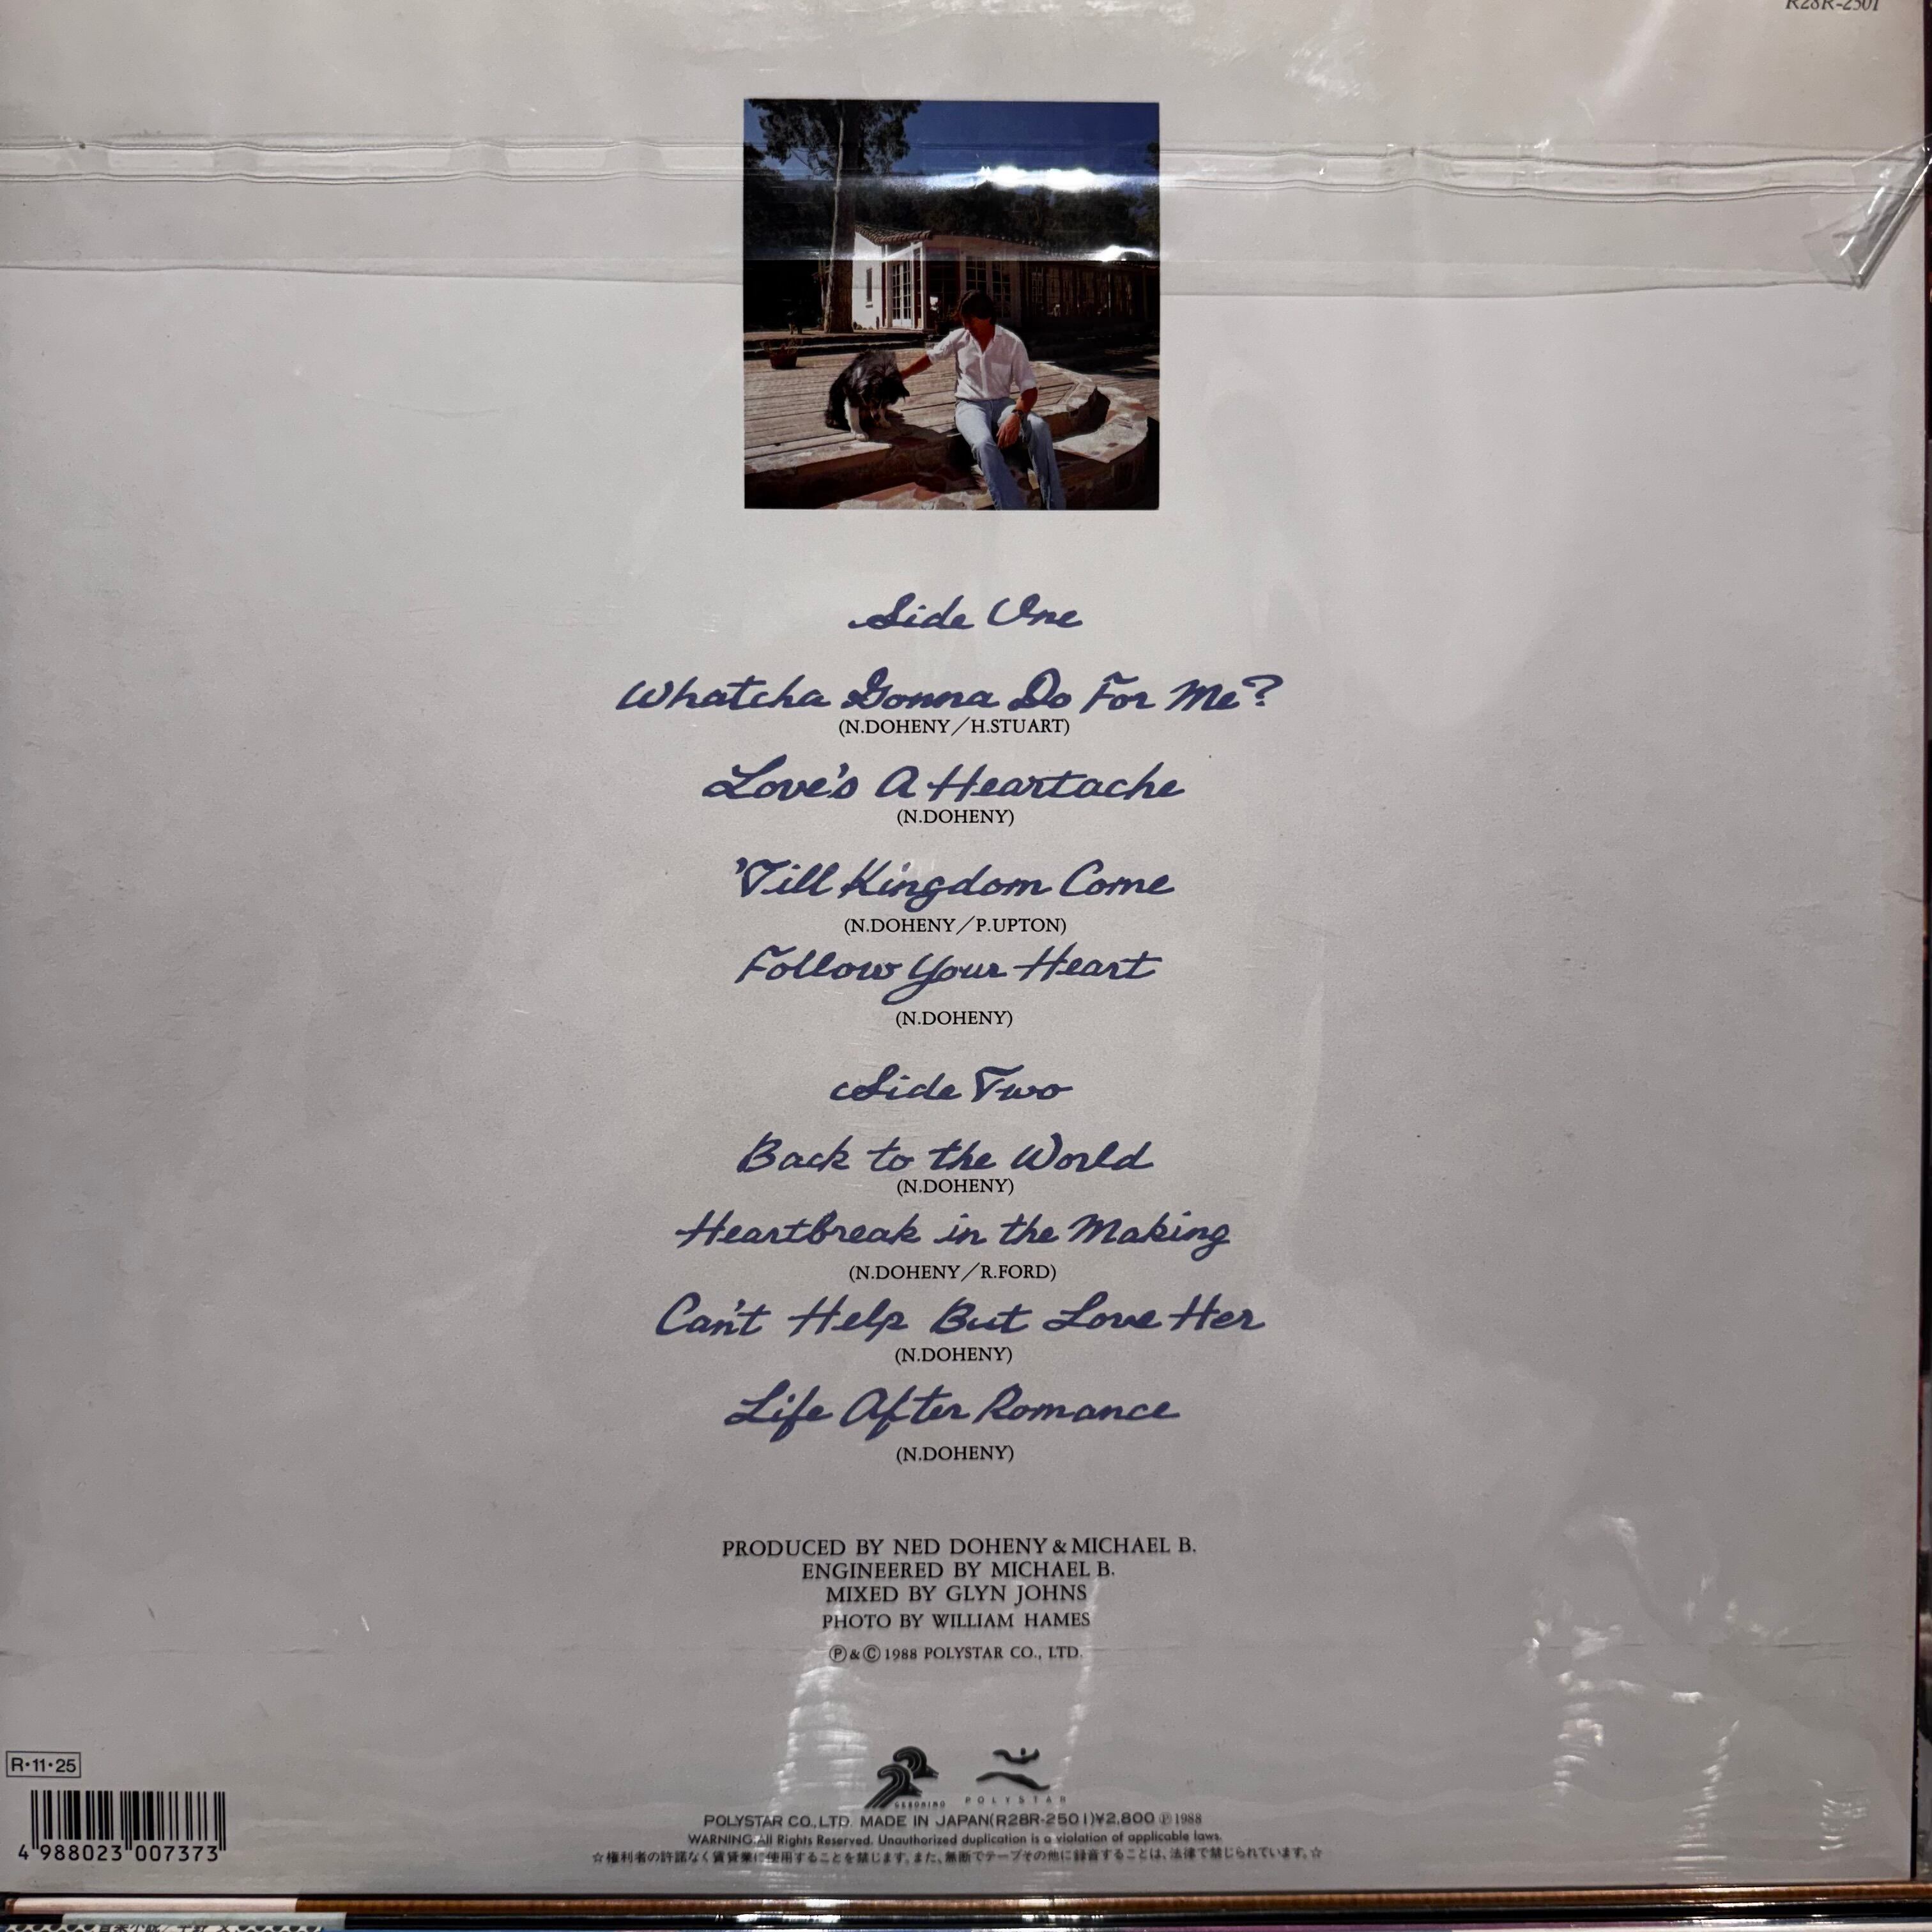 R28R-2501
Side One
Whatcha Gonna Do For Me?
(N.DOHENY／H.STUART)
Love's A Heartache
(N.DOHENY)
'Till Kingdom Come
(N.DOHENY／P.UPTON)
Follow Your Heart
(N.DOHENY)
Side Two
Back to the World
(N.DOHENY)
Heartbreak in the Making
(N.DOHENY／R.FORD)
Can't Help But Love Her
(N.DOHENY)
Life After Romance
(N.DOHENY)
PRODUCED BY NED DOHENY & MICHAEL B.
ENGINEERED BY MICHAEL B.
MIXED BY GLYN JOHNS
PHOTO BY WILLIAM HAMES
Ⓟ&Ⓒ 1988 POLYSTAR CO., LTD.
R・11・25
4 988023 007373
GERONIMO POLYSTAR
POLYSTAR CO.,LTD. MADE IN JAPAN(R28R-2501)¥2,800 Ⓟ1988
WARNING:All Rights Reserved. Unauthorized duplication is a violation of applicable laws.
☆権利者の許諾なく賃貸業に使用することを禁じます。また、無断でテープその他に録音することは、法律で禁じられています。☆